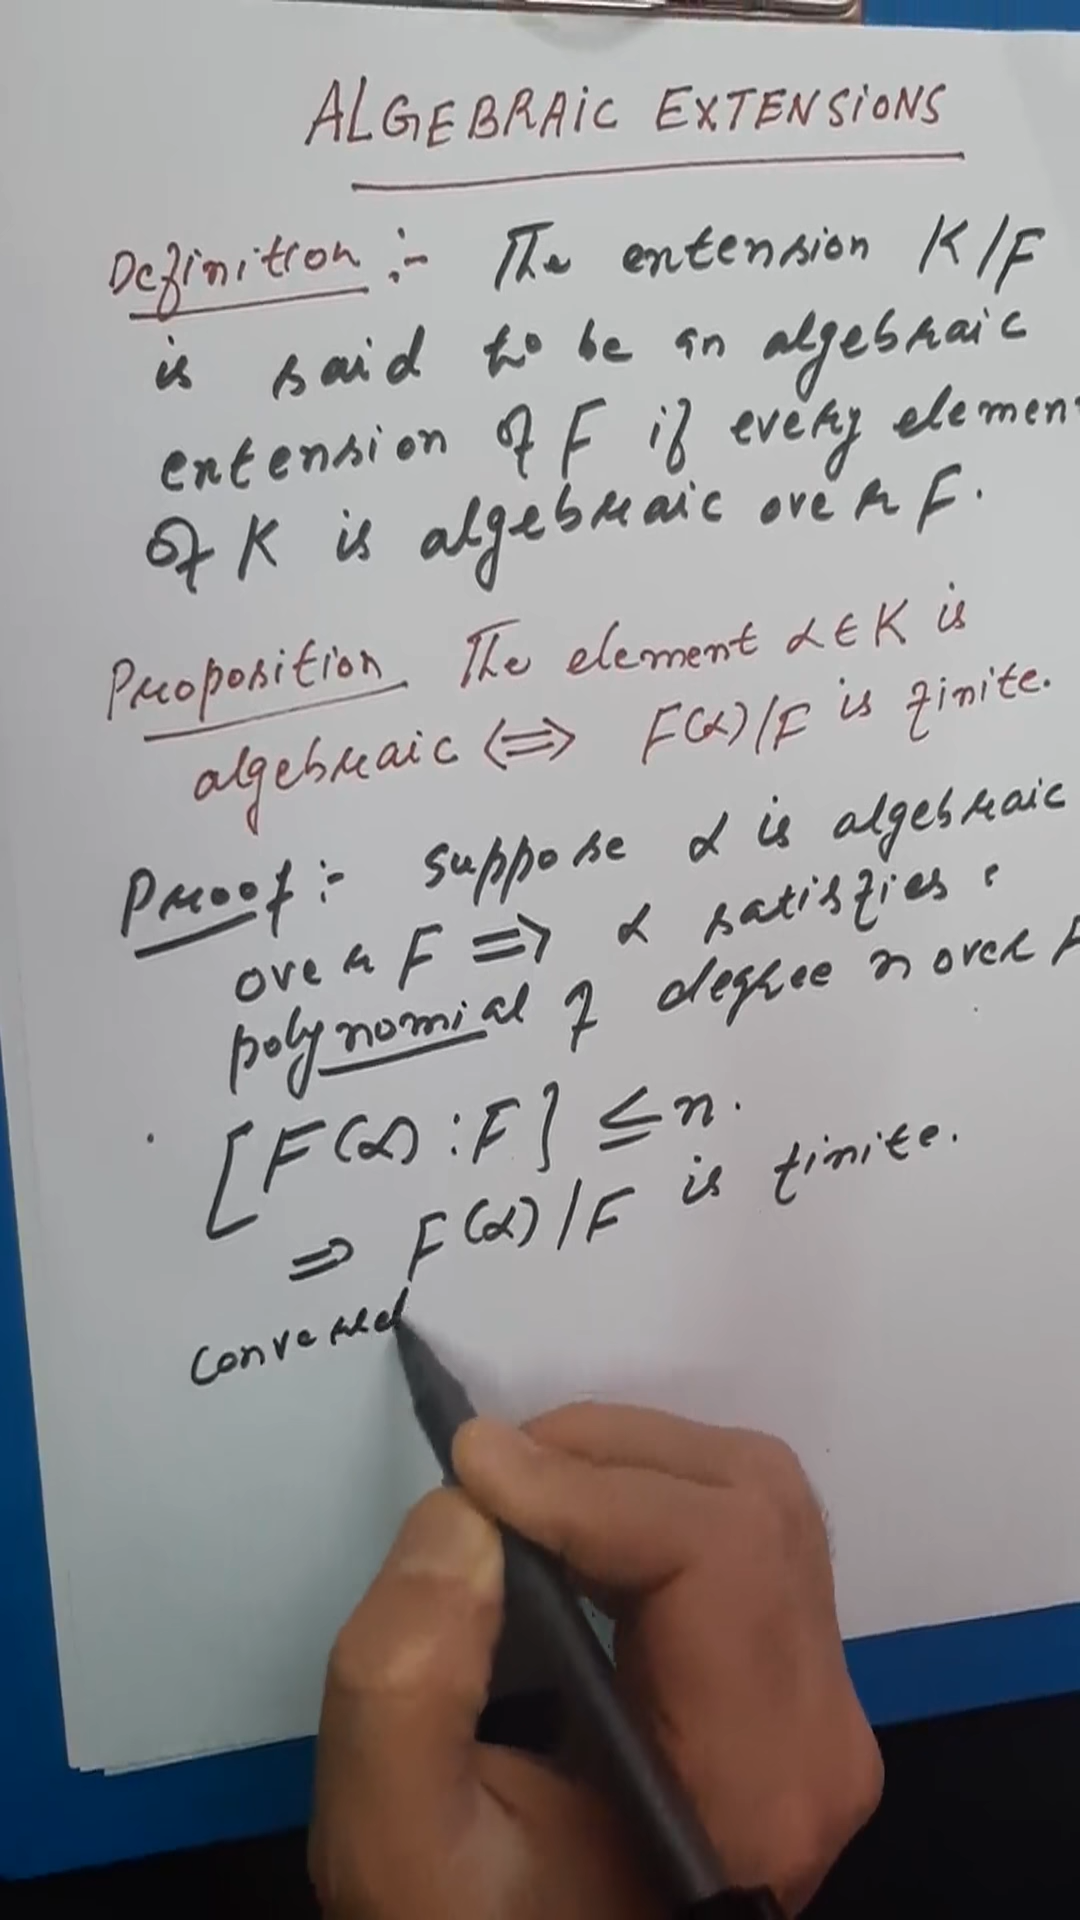 ALGEBRAIC EXTENSIONS
Definition :- The extension K/F
is said to be an algebraic
extension of F if every elemen
of K is algebraic over F.
Proposition The element α∈K is
algebraic <=> F(α)/F is finite.
Proof :- suppose α is algebraic
over F => α satisfies
polynomial of degree n over F
[F(α):F] ≤ n.
=> F(α)/F is finite.